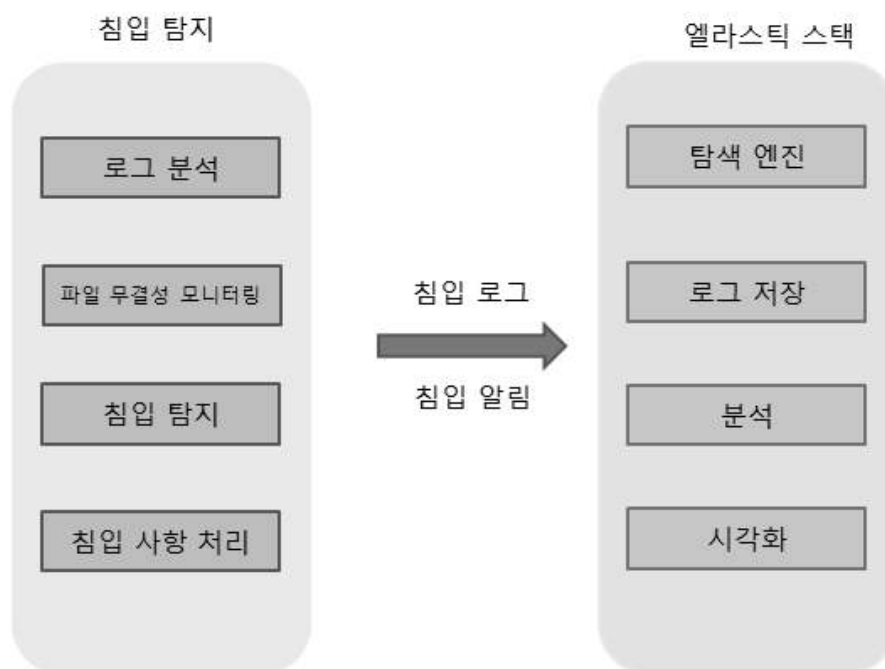 침입 탐지
로그 분석
파일 무결성 모니터링
침입 탐지
침입 사항 처리
침입 로그
침입 알림
엘라스틱 스택
탐색 엔진
로그 저장
분석
시각화